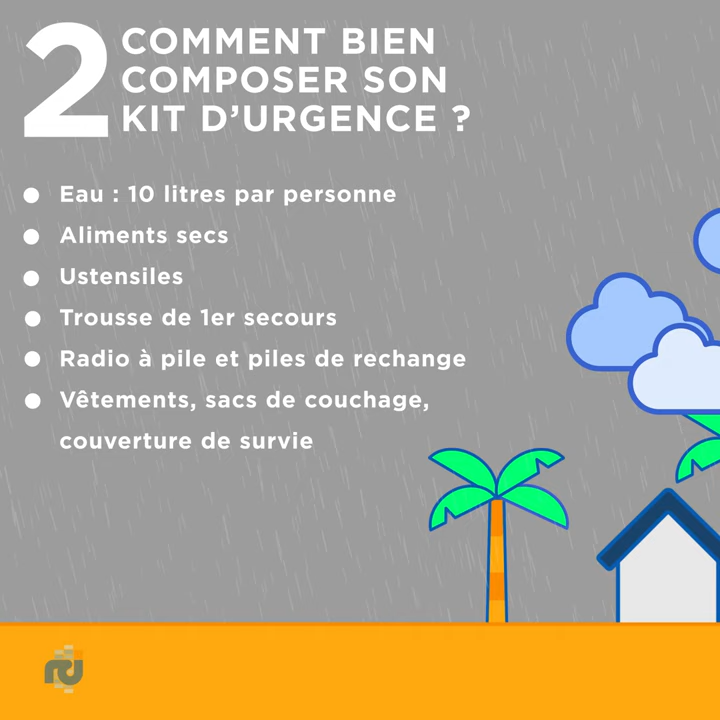 2 COMMENT BIEN
COMPOSER SON
KIT D'URGENCE ?
Eau : 10 litres par personne
Aliments secs
Ustensiles
Trousse de 1er secours
Radio à pile et piles de rechange
Vêtements, sacs de couchage,
couverture de survie